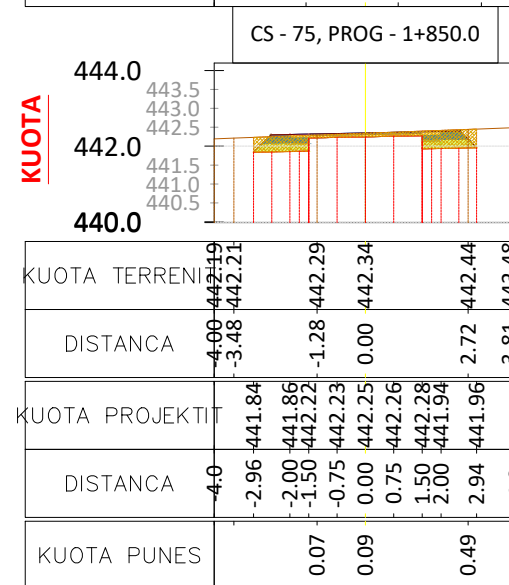 CS - 75, PROG - 1+850.0
KUOTA
444.0
443.5
443.0
442.5
442.0
441.5
441.0
440.5
440.0
KUOTA TERRENIT 442.19 442.21 442.29 442.34 442.44 442.48
DISTANCA -4.00 -3.48 -1.28 0.00 2.72 3.81
KUOTA PROJEKTIT 441.84 441.86 442.22 442.23 442.25 442.26 442.28 441.94 441.96
DISTANCA -4.0 -2.96 -2.00 -1.50 -0.75 0.00 0.75 1.50 2.00 2.94
KUOTA PUNES 0.07 0.09 0.49